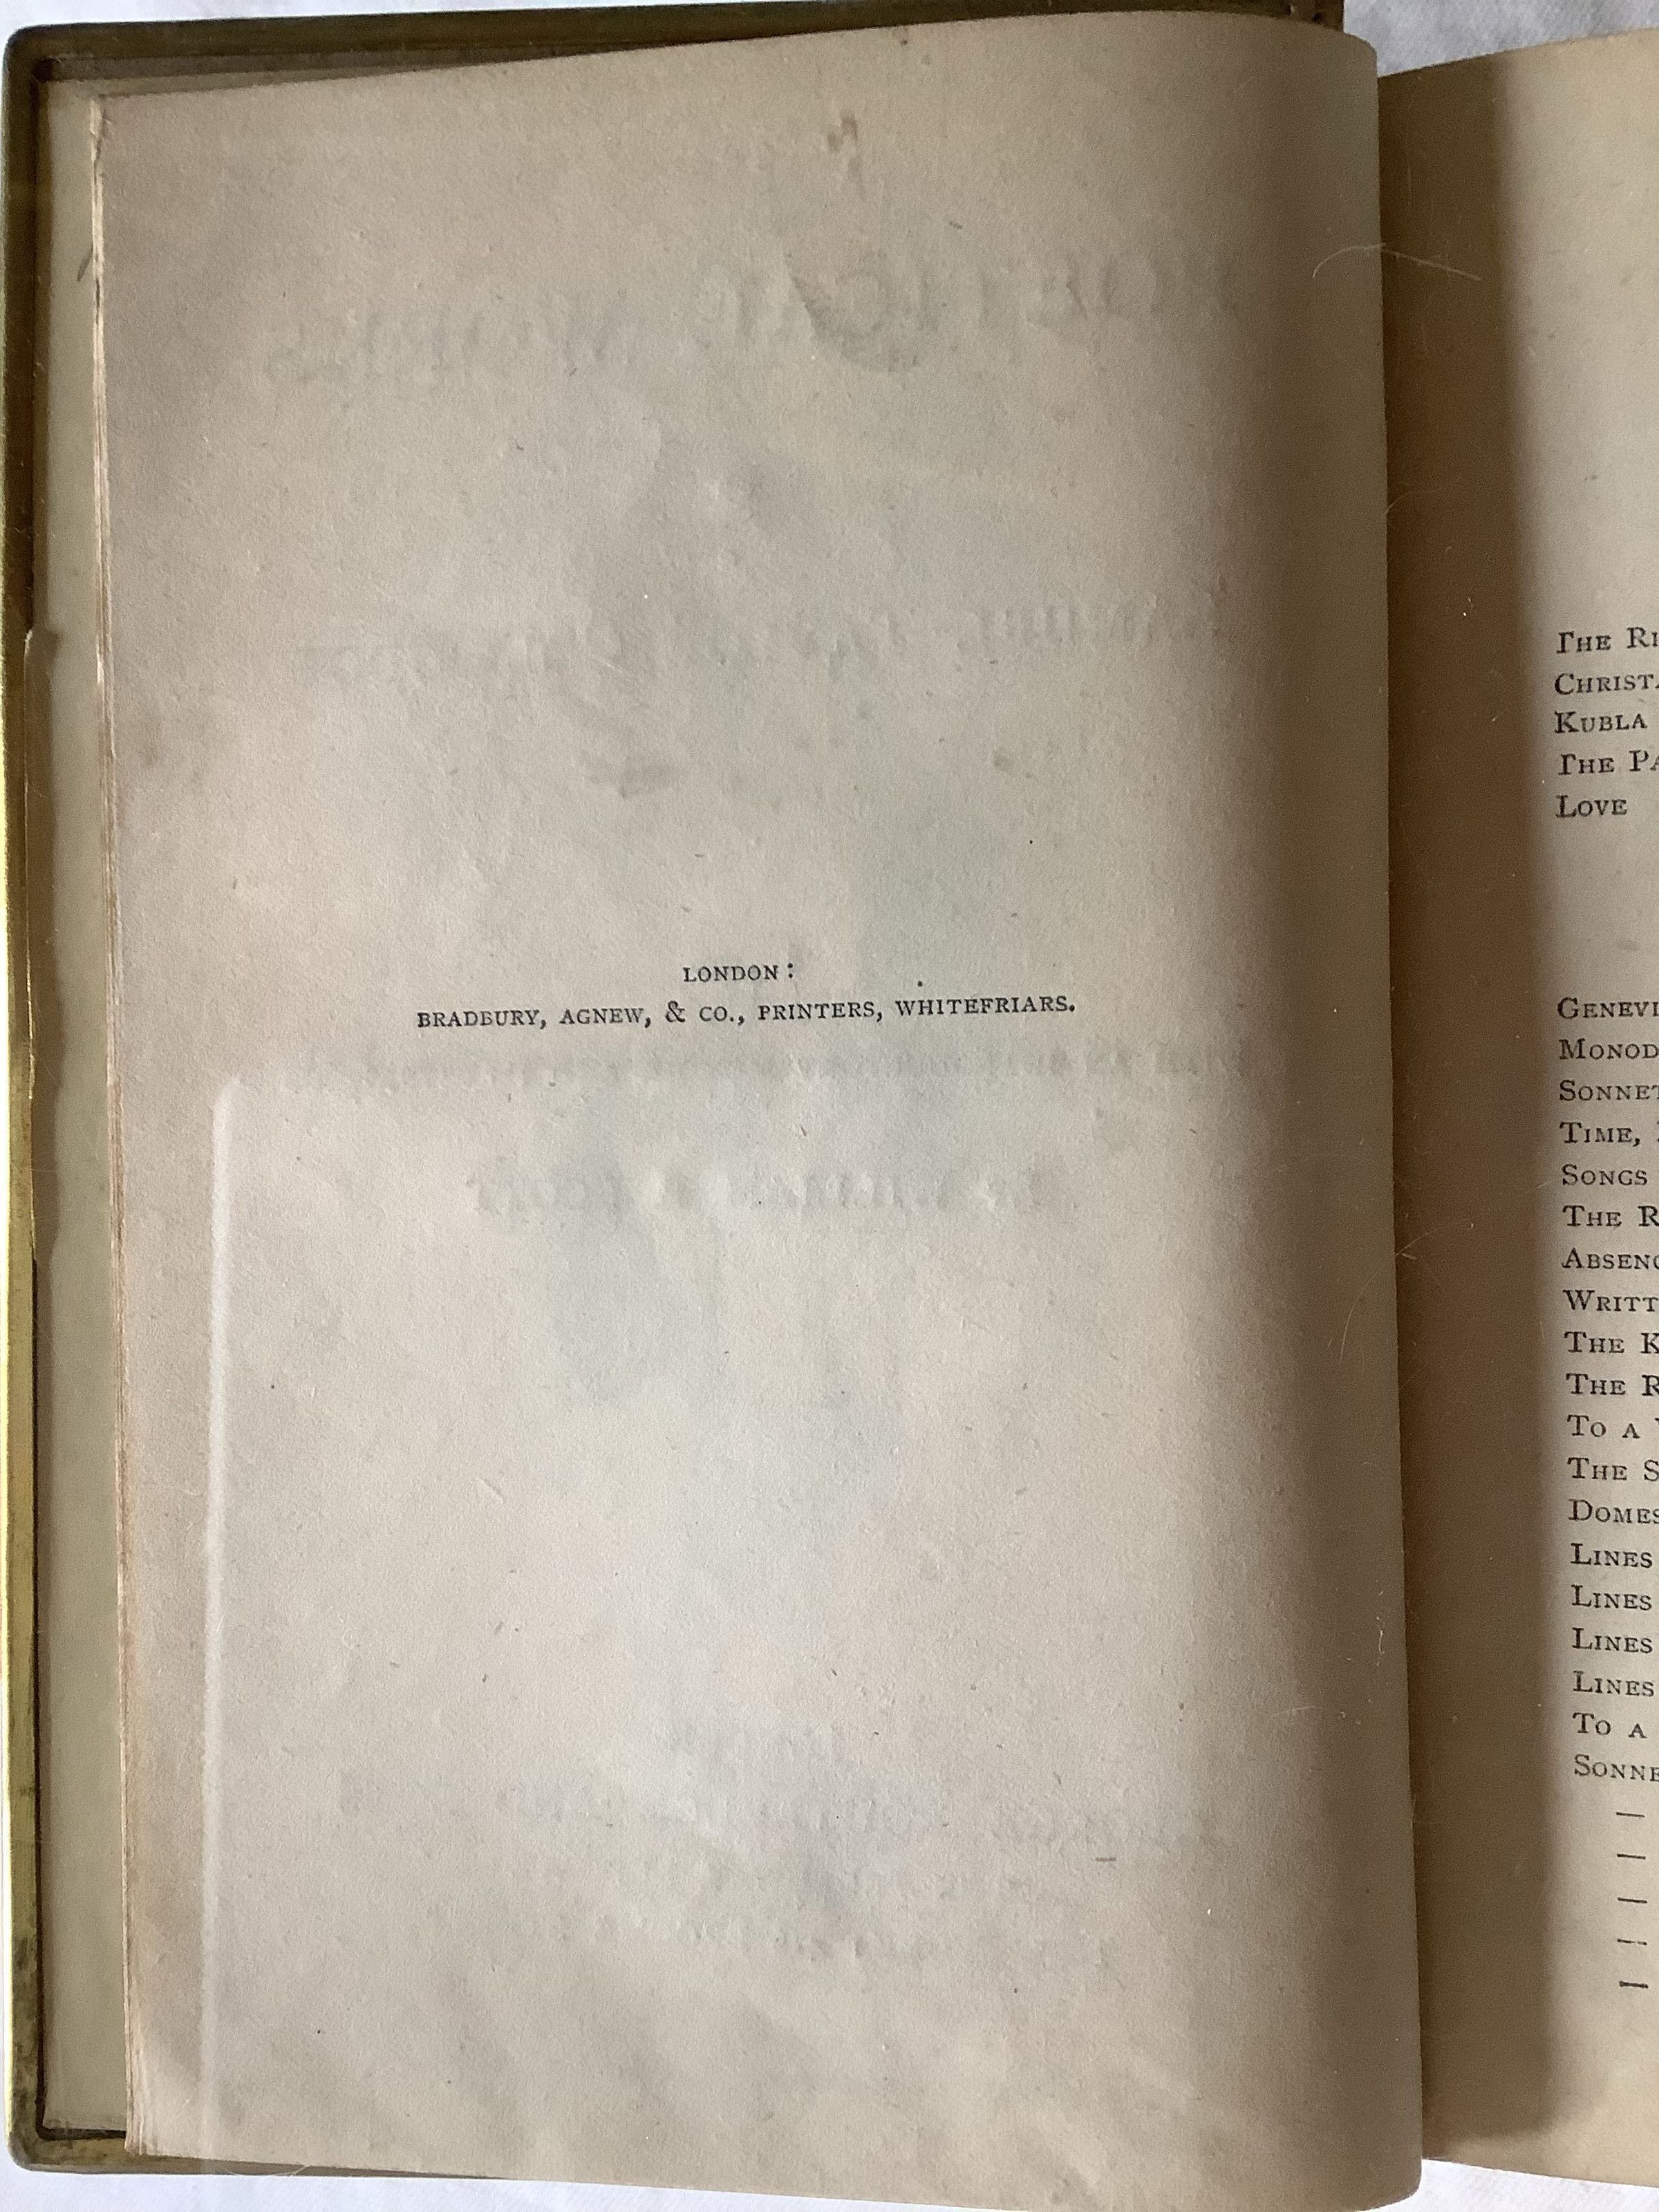 LONDON:
BRADBURY, AGNEW, & CO., PRINTERS, WHITEFRIARS.
THE RI
CHRISTA
KUBLA
THE PA
LOVE
GENEVI
MONOD
SONNET
TIME,
SONGS
THE R
ABSENC
WRITT
THE K
THE R
TO A
THE S
DOMES
LINES
LINES
LINES
LINES
TO A
SONNE
—
—
—
—
—